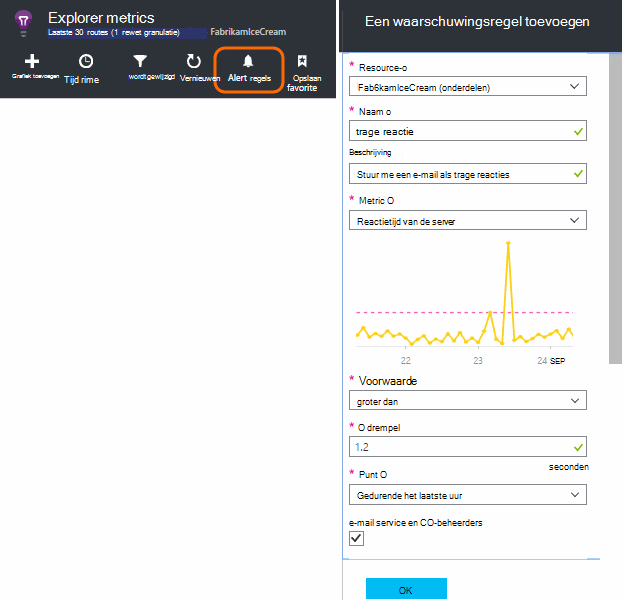 Explorer metrics
Laatste 30 routes (1 rewet granulatie) FabrikamIceCream
Grafiek toevoegen
Tijd rime
wordt gewijzigd
Vernieuwen
Alert regels
Opslaan
favorite
Een waarschuwingsregel toevoegen
* Resource-o
Fab6kamIceCream (onderdelen)
* Naam o
trage reactie
Beschrijving
Stuur me een e-mail als trage reacties
* Metric O
Reactietijd van de server
22 23 24 SEP
* Voorwaarde
groter dan
* O drempel
1.2
seconden
* Punt O
Gedurende het laatste uur
e-mail service en CO-beheerders
OK